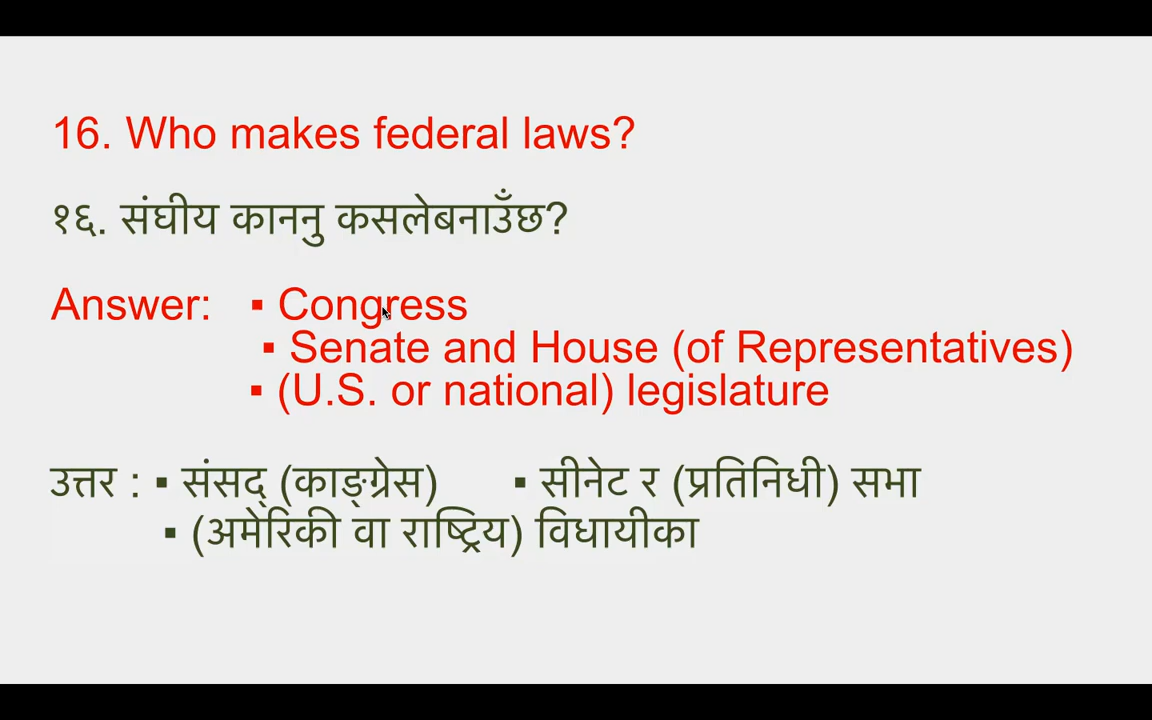 16. Who makes federal laws?
१६. संघीय काननु कसलेबनाउँछ?
Answer: ▪ Congress
▪ Senate and House (of Representatives)
▪ (U.S. or national) legislature
उत्तर : ▪ संसद् (काङ्ग्रेस) ▪ सीनेट र (प्रतिनिधी) सभा
▪ (अमेरिकी वा राष्ट्रिय) विधायीका